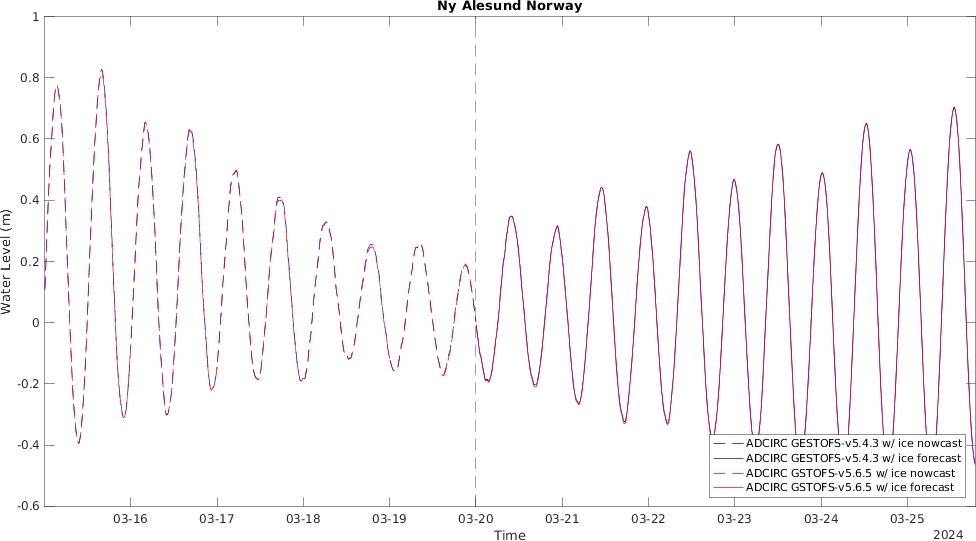 Ny Alesund Norway
Water Level (m)
1
0.8
0.6
0.4
0.2
0
-0.2
-0.4
-0.6
ADCIRC GESTOFS-v5.4.3 w/ ice nowcast
ADCIRC GESTOFS-v5.4.3 w/ ice forecast
ADCIRC GSTOFS-v5.6.5 w/ ice nowcast
ADCIRC GSTOFS-v5.6.5 w/ ice forecast
03-16 03-17 03-18 03-19 03-20 03-21 03-22 03-23 03-24 03-25
Time
2024